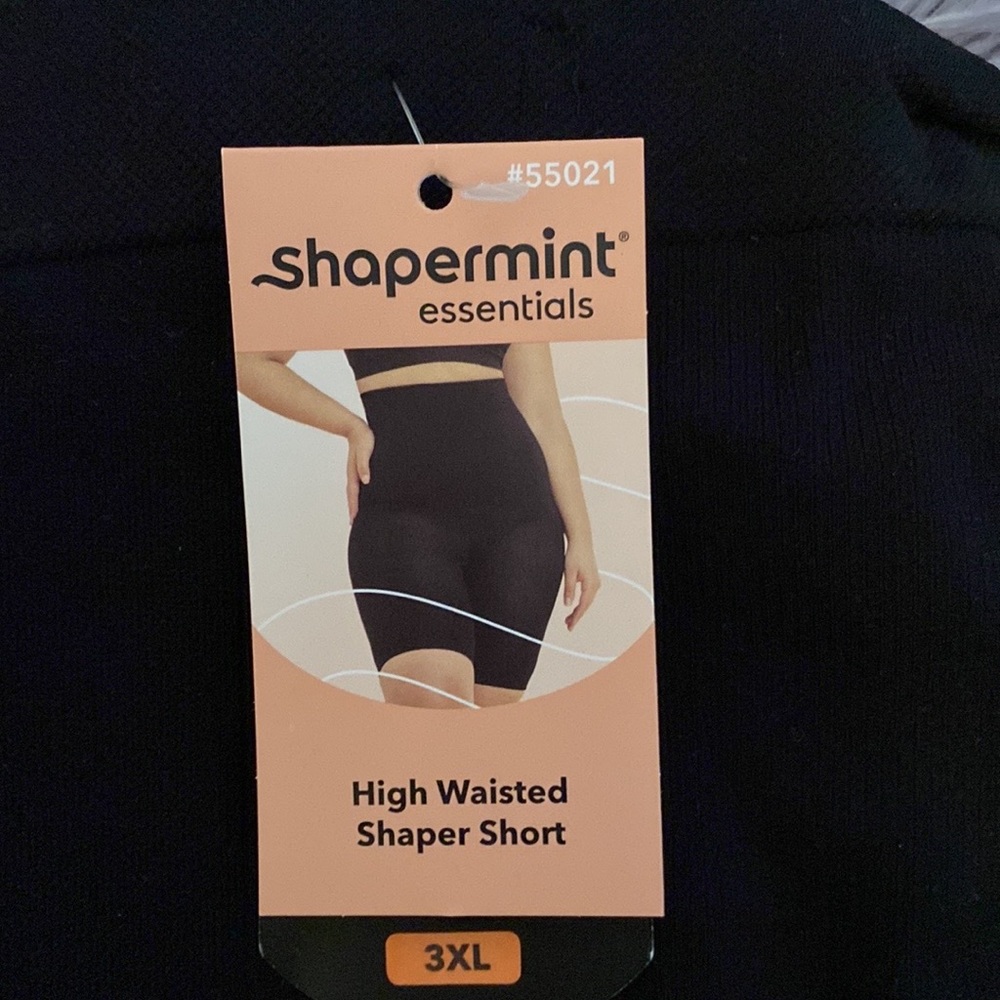 #55021
shapermint®
essentials
High Waisted
Shaper Short
3XL